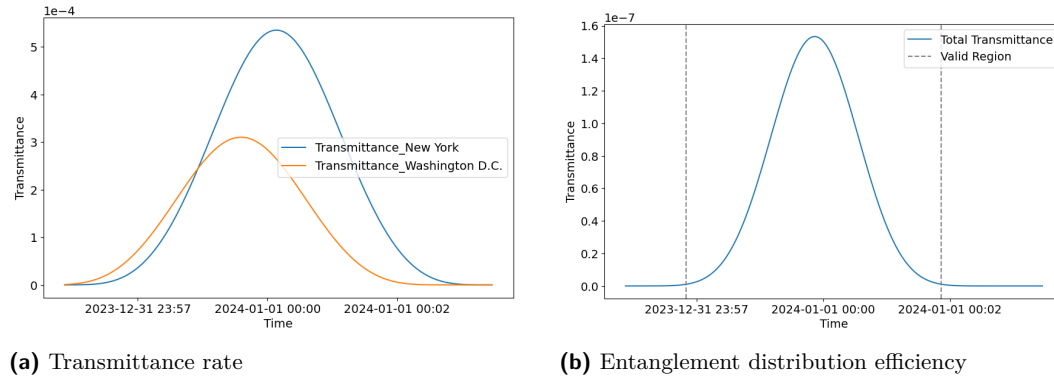 1e−4
5
4
3
2
1
0
Transmittance
Transmittance_New York
Transmittance_Washington D.C.
2023-12-31 23:57
2024-01-01 00:00
2024-01-01 00:02
Time
(a) Transmittance rate
1e−7
1.6
1.4
1.2
1.0
0.8
0.6
0.4
0.2
0.0
Transmittance
Total Transmittance
Valid Region
2023-12-31 23:57
2024-01-01 00:00
2024-01-01 00:02
Time
(b) Entanglement distribution efficiency